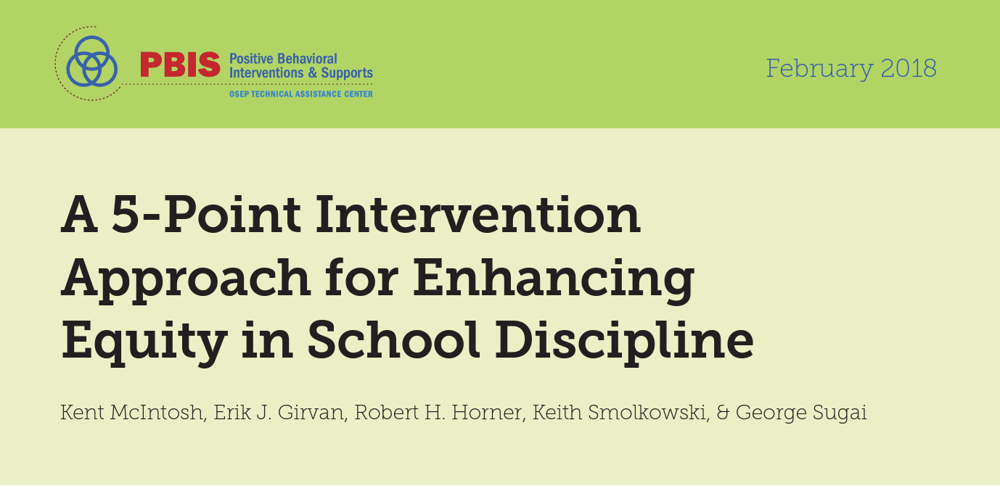 PBIS
Positive Behavioral
Interventions & Supports
OSEP TECHNICAL ASSISTANCE CENTER
February 2018
A 5-Point Intervention
Approach for Enhancing
Equity in School Discipline
Kent McIntosh, Erik J. Girvan, Robert H. Horner, Keith Smolkowski, & George Sugai